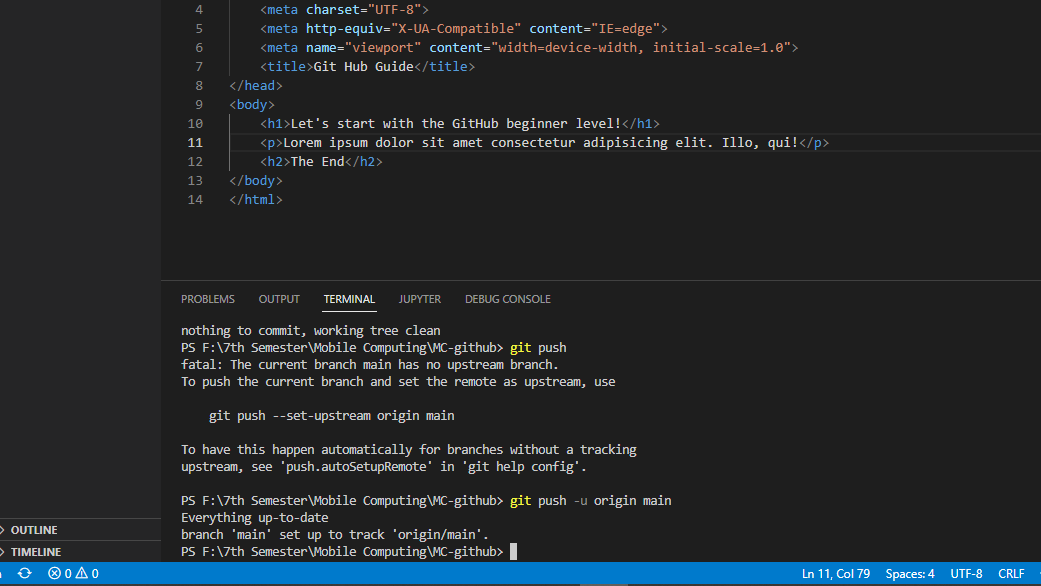 4 <meta charset="UTF-8">
5 <meta http-equiv="X-UA-Compatible" content="IE=edge">
6 <meta name="viewport" content="width=device-width, initial-scale=1.0">
7 <title>Git Hub Guide</title>
8 </head>
9 <body>
10 <h1>Let's start with the GitHub beginner level!</h1>
11 <p>Lorem ipsum dolor sit amet consectetur adipisicing elit. Illo, qui!</p>
12 <h2>The End</h2>
13 </body>
14 </html>
PROBLEMS OUTPUT TERMINAL JUPYTER DEBUG CONSOLE
nothing to commit, working tree clean
PS F:\7th Semester\Mobile Computing\MC-github> git push
fatal: The current branch main has no upstream branch.
To push the current branch and set the remote as upstream, use
git push --set-upstream origin main
To have this happen automatically for branches without a tracking
upstream, see 'push.autoSetupRemote' in 'git help config'.
PS F:\7th Semester\Mobile Computing\MC-github> git push -u origin main
Everything up-to-date
branch 'main' set up to track 'origin/main'.
PS F:\7th Semester\Mobile Computing\MC-github>
OUTLINE
TIMELINE
0 0 Ln 11, Col 79 Spaces: 4 UTF-8 CRLF